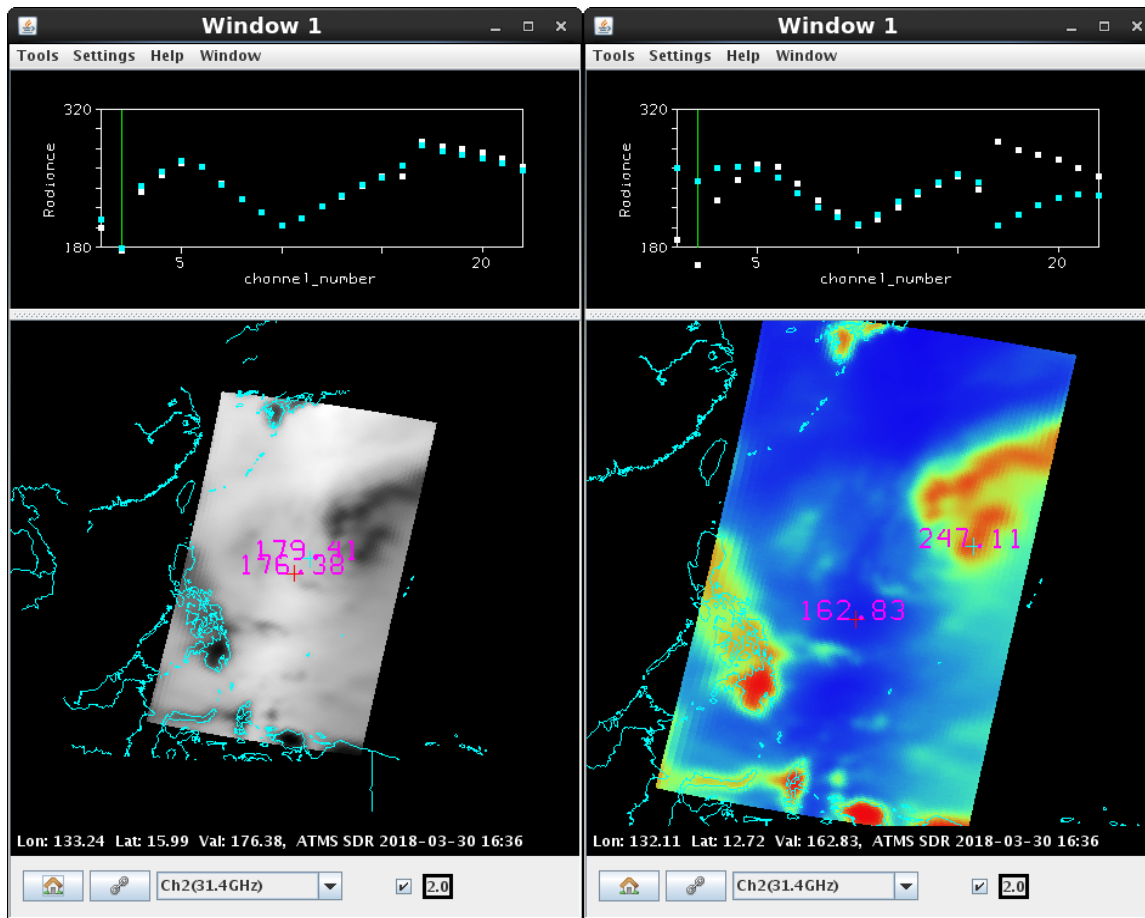 Window 1
Tools Settings Help Window
320
Radiance
180
5
20
channel_number
179.41
176.38
Lon: 133.24 Lat: 15.99 Val: 176.38, ATMS SDR 2018-03-30 16:36
Ch2(31.4GHz)
2.0
Window 1
Tools Settings Help Window
320
Radiance
180
5
20
channel_number
247.11
162.83
Lon: 132.11 Lat: 12.72 Val: 162.83, ATMS SDR 2018-03-30 16:36
Ch2(31.4GHz)
2.0